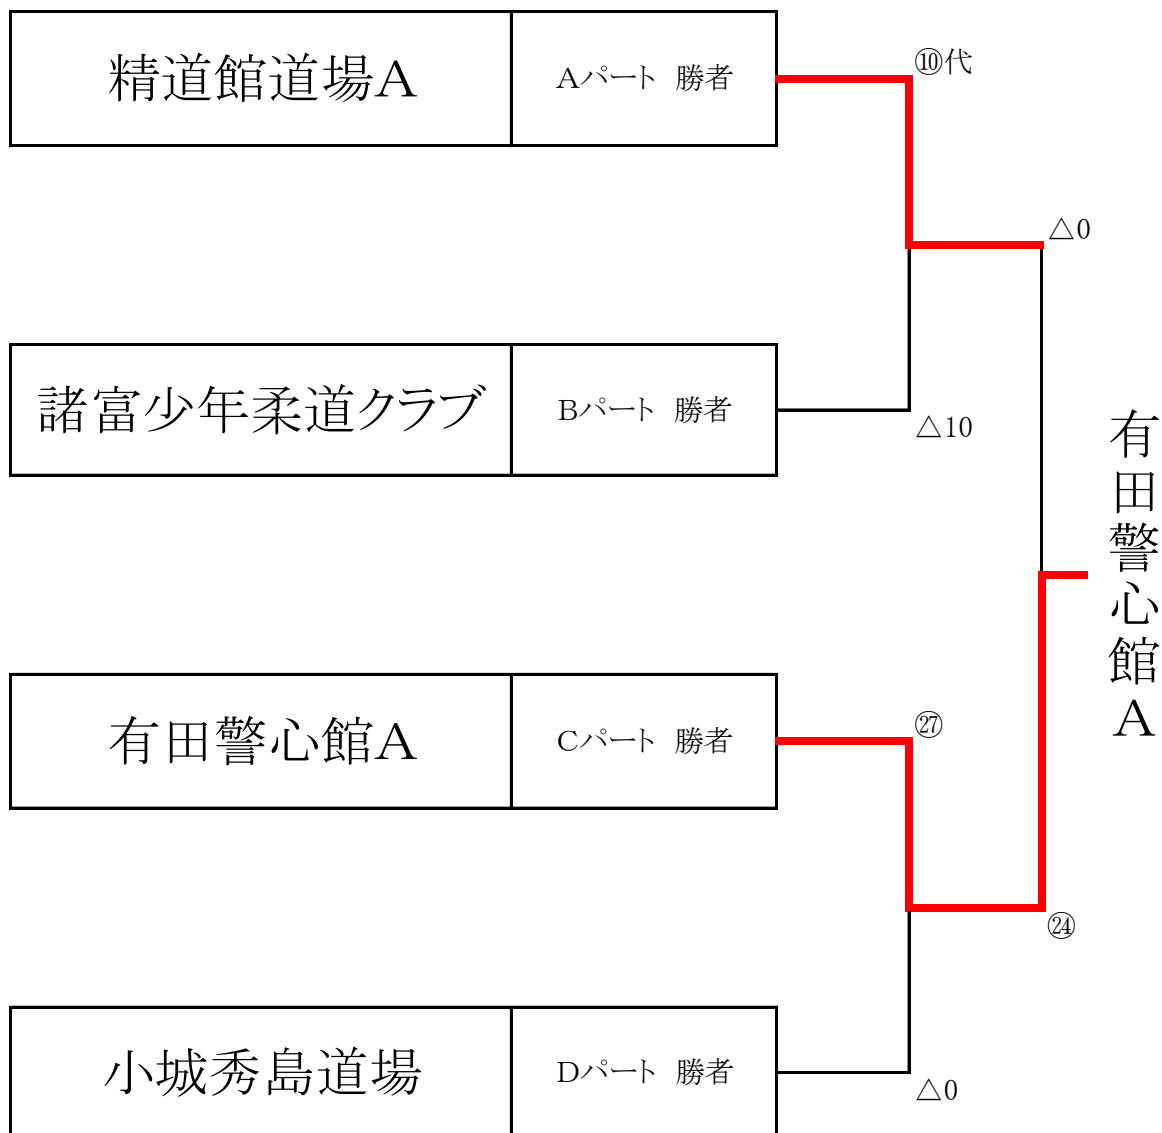 精道館道場A
Aパート 勝者
⑩代
△0
諸富少年柔道クラブ
Bパート 勝者
△10
有田警心館A
有田警心館A
Cパート 勝者
㉗
㉔
小城秀島道場
Dパート 勝者
△0